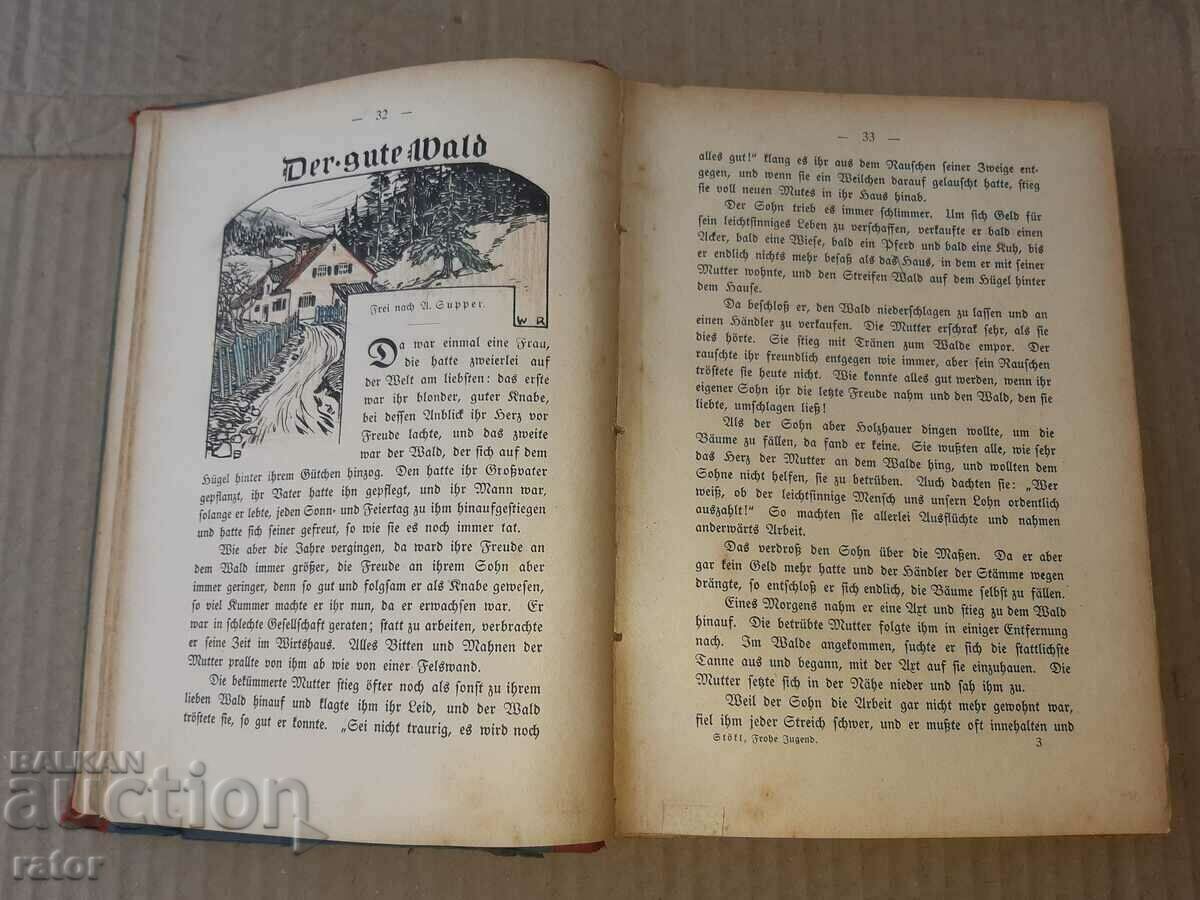 — 32 —
Der gute Wald
W R
Frei nach A. Supper.
Da war einmal eine Frau,
die hatte zweierlei auf
der Welt am liebsten: das erste
war ihr blonder, guter Knabe,
bei dessen Anblick ihr Herz vor
Freude lachte, und das zweite
war der Wald, der sich auf dem
Hügel hinter ihrem Gütchen hinzog. Den hatte ihr Großvater
gepflanzt, ihr Vater hatte ihn gepflegt, und ihr Mann war,
solange er lebte, jeden Sonn- und Feiertag zu ihm hinaufgestiegen
und hatte sich seiner gefreut, so wie sie es noch immer tat.
Wie aber die Jahre vergingen, da ward ihre Freude an
dem Wald immer größer, die Freude an ihrem Sohn aber
immer geringer, denn so gut und folgsam er als Knabe gewesen,
so viel Kummer machte er ihr nun, da er erwachsen war. Er
war in schlechte Gesellschaft geraten; statt zu arbeiten, verbrachte
er seine Zeit im Wirtshaus. Alles Bitten und Mahnen der
Mutter prallte von ihm ab wie von einer Felswand.
Die bekümmerte Mutter stieg öfter noch als sonst zu ihrem
lieben Wald hinauf und klagte ihm ihr Leid, und der Wald
tröstete sie, so gut er konnte. „Sei nicht traurig, es wird noch
— 33 —
alles gut!“ klang es ihr aus dem Rauschen seiner Zweige ent-
gegen, und wenn sie ein Weilchen darauf gelauscht hatte, stieg
sie voll neuen Mutes in ihr Haus hinab.
Der Sohn trieb es immer schlimmer. Um sich Geld für
sein leichtsinniges Leben zu verschaffen, verkaufte er bald einen
Acker, bald eine Wiese, bald ein Pferd und bald eine Kuh, bis
er endlich nichts mehr besaß als das Haus, in dem er mit seiner
Mutter wohnte, und den Streifen Wald auf dem Hügel hinter
dem Hause.
Da beschloß er, den Wald niederschlagen zu lassen und an
einen Händler zu verkaufen. Die Mutter erschrak sehr, als sie
dies hörte. Sie stieg mit Tränen zum Walde empor. Der
rauschte ihr freundlich entgegen wie immer, aber sein Rauschen
tröstete sie heute nicht. Wie konnte alles gut werden, wenn ihr
eigener Sohn ihr die letzte Freude nahm und den Wald, den sie
liebte, umschlagen ließ!
Als der Sohn aber Holzhauer dingen wollte, um die
Bäume zu fällen, da fand er keine. Sie wußten alle, wie sehr
das Herz der Mutter an dem Walde hing, und wollten dem
Sohne nicht helfen, sie zu betrüben. Auch dachten sie: „Wer
weiß, ob der leichtsinnige Mensch uns unsern Lohn ordentlich
auszahlt!“ So machten sie allerlei Ausflüchte und nahmen
anderwärts Arbeit.
Das verdroß den Sohn über die Maßen. Da er aber
gar kein Geld mehr hatte und der Händler der Stämme wegen
drängte, so entschloß er sich endlich, die Bäume selbst zu fällen.
Eines Morgens nahm er eine Axt und stieg zu dem Wald
hinauf. Die betrübte Mutter folgte ihm in einiger Entfernung
nach. Im Walde angekommen, suchte er sich die stattlichste
Tanne aus und begann, mit der Axt auf sie einzuhauen. Die
Mutter setzte sich in der Nähe nieder und sah ihm zu.
Weil der Sohn die Arbeit gar nicht mehr gewohnt war,
fiel ihm jeder Streich schwer, und er mußte oft innehalten und
Stökl, Frohe Jugend. 3
BALKAN
auction
rator